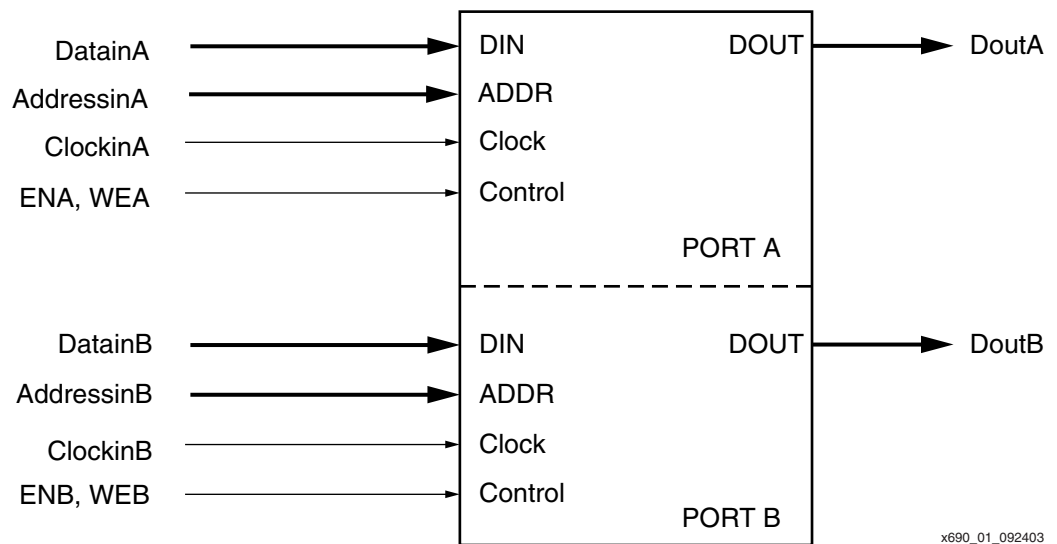 DatainA DIN DOUT DoutA
AddressinA ADDR
ClockinA Clock
ENA, WEA Control
PORT A
DatainB DIN DOUT DoutB
AddressinB ADDR
ClockinB Clock
ENB, WEB Control
PORT B
x690_01_092403